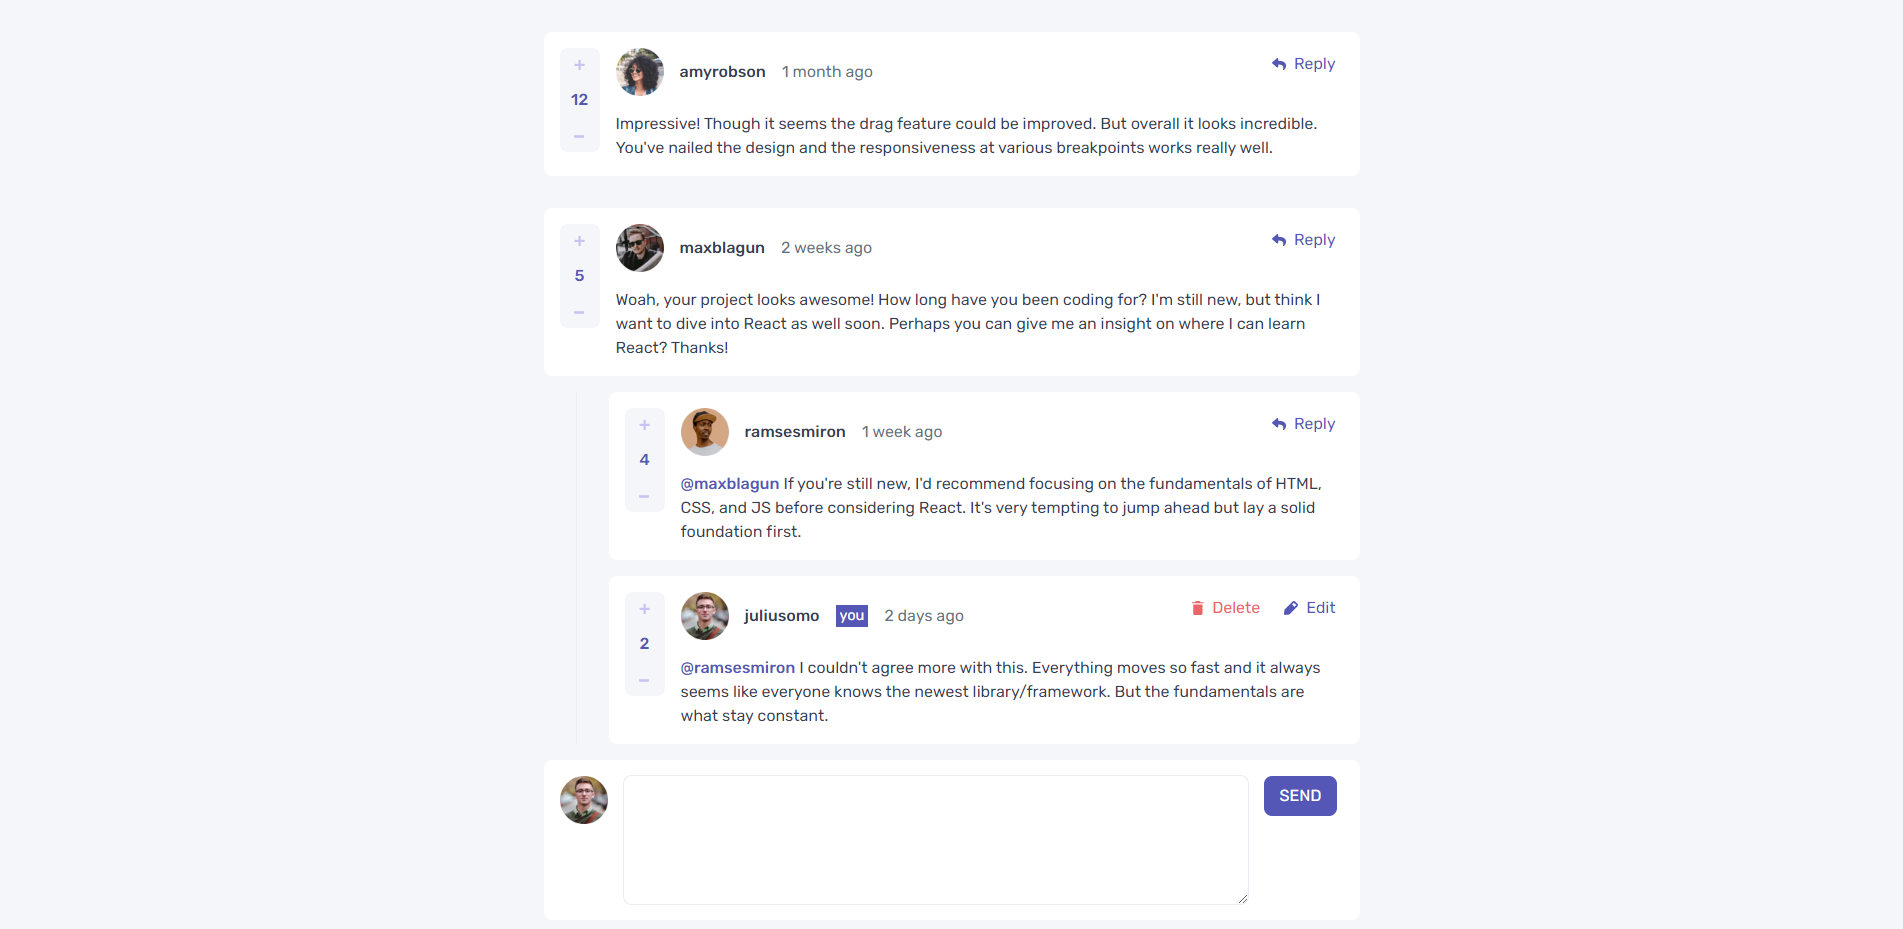 +
amyrobson 1 month ago Reply
12
−
Impressive! Though it seems the drag feature could be improved. But overall it looks incredible.
You've nailed the design and the responsiveness at various breakpoints works really well.
+
maxblagun 2 weeks ago Reply
5
−
Woah, your project looks awesome! How long have you been coding for? I'm still new, but think I
want to dive into React as well soon. Perhaps you can give me an insight on where I can learn
React? Thanks!
+
ramsesmiron 1 week ago Reply
4
−
@maxblagun If you're still new, I'd recommend focusing on the fundamentals of HTML,
CSS, and JS before considering React. It's very tempting to jump ahead but lay a solid
foundation first.
+
juliusomo you 2 days ago Delete Edit
2
−
@ramsesmiron I couldn't agree more with this. Everything moves so fast and it always
seems like everyone knows the newest library/framework. But the fundamentals are
what stay constant.
SEND